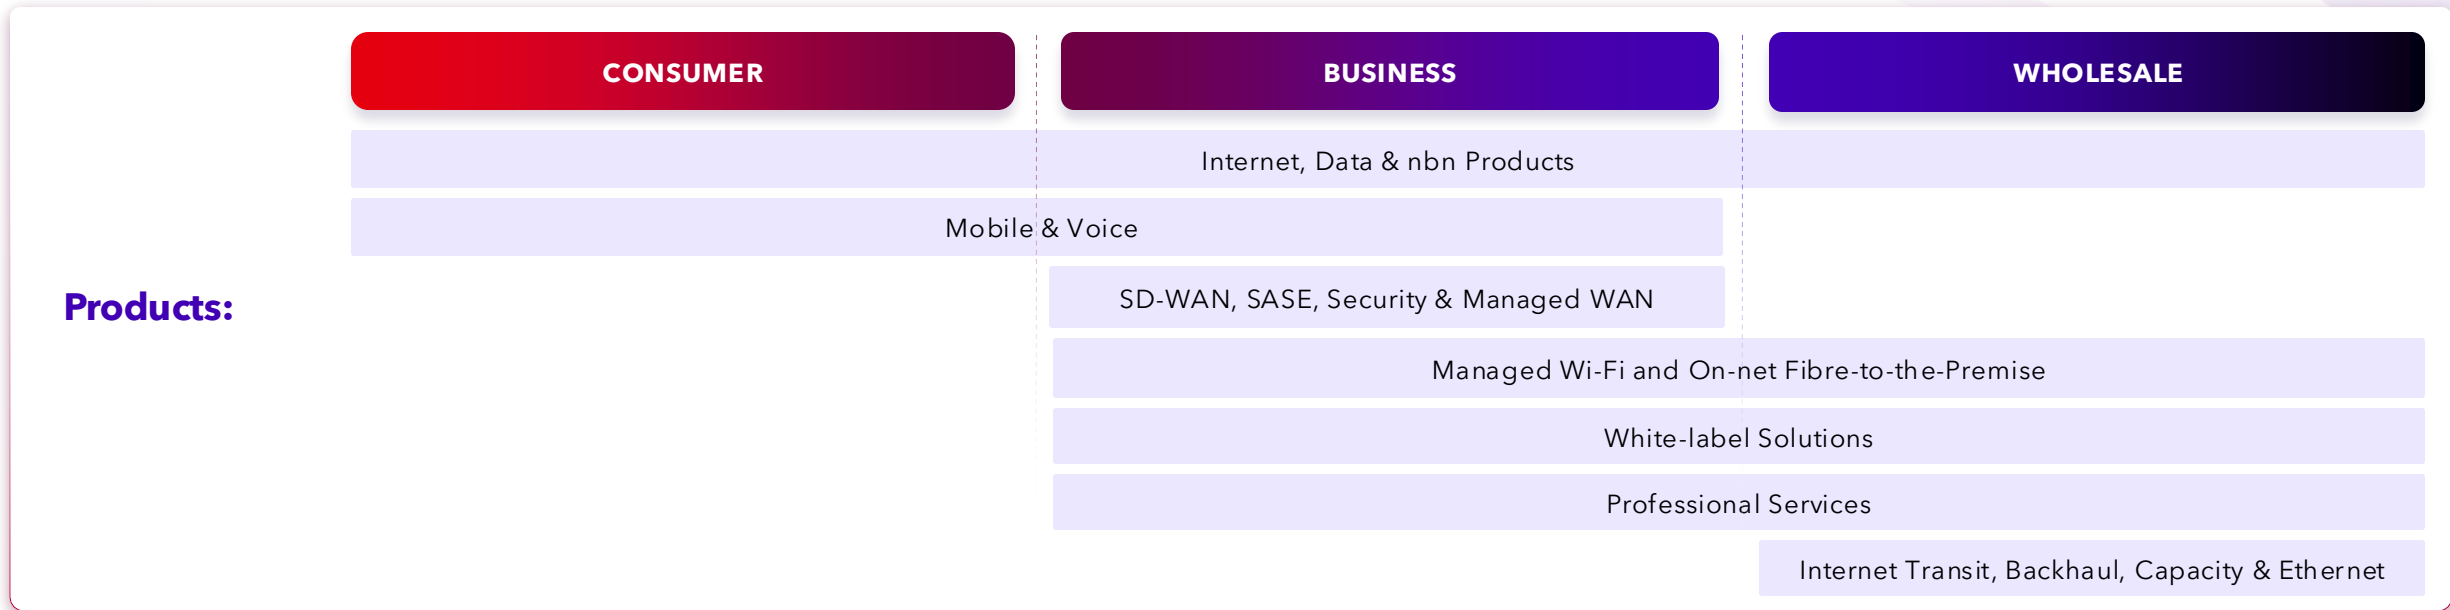 CONSUMER
BUSINESS
WHOLESALE
Internet, Data & nbn Products
Mobile & Voice
Products:
SD-WAN, SASE, Security & Managed WAN
Managed Wi-Fi and On-net Fibre-to-the-Premise
White-label Solutions
Professional Services
Internet Transit, Backhaul, Capacity & Ethernet